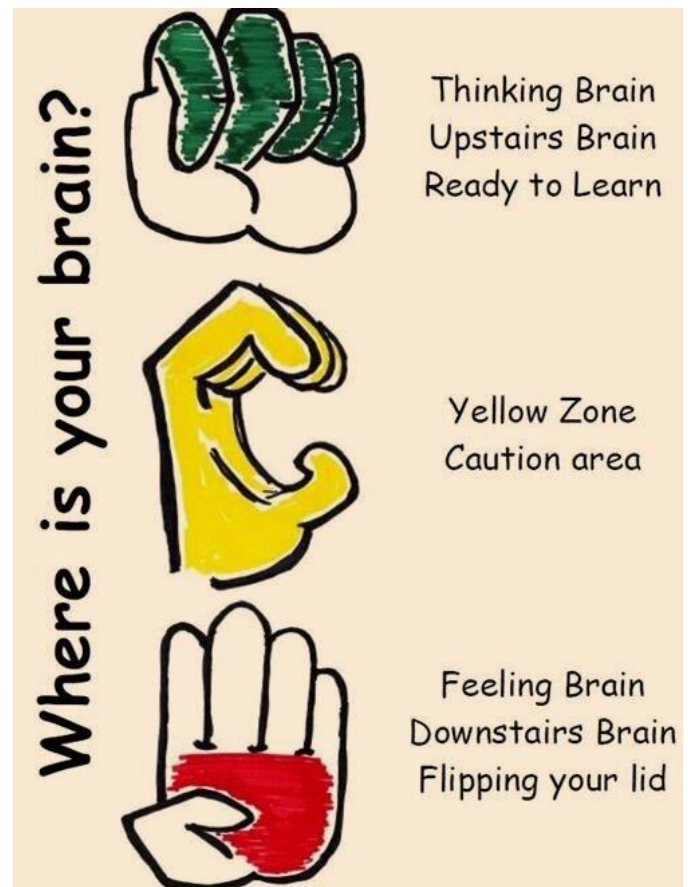 Where is your brain?
Thinking Brain
Upstairs Brain
Ready to Learn
Yellow Zone
Caution area
Feeling Brain
Downstairs Brain
Flipping your lid